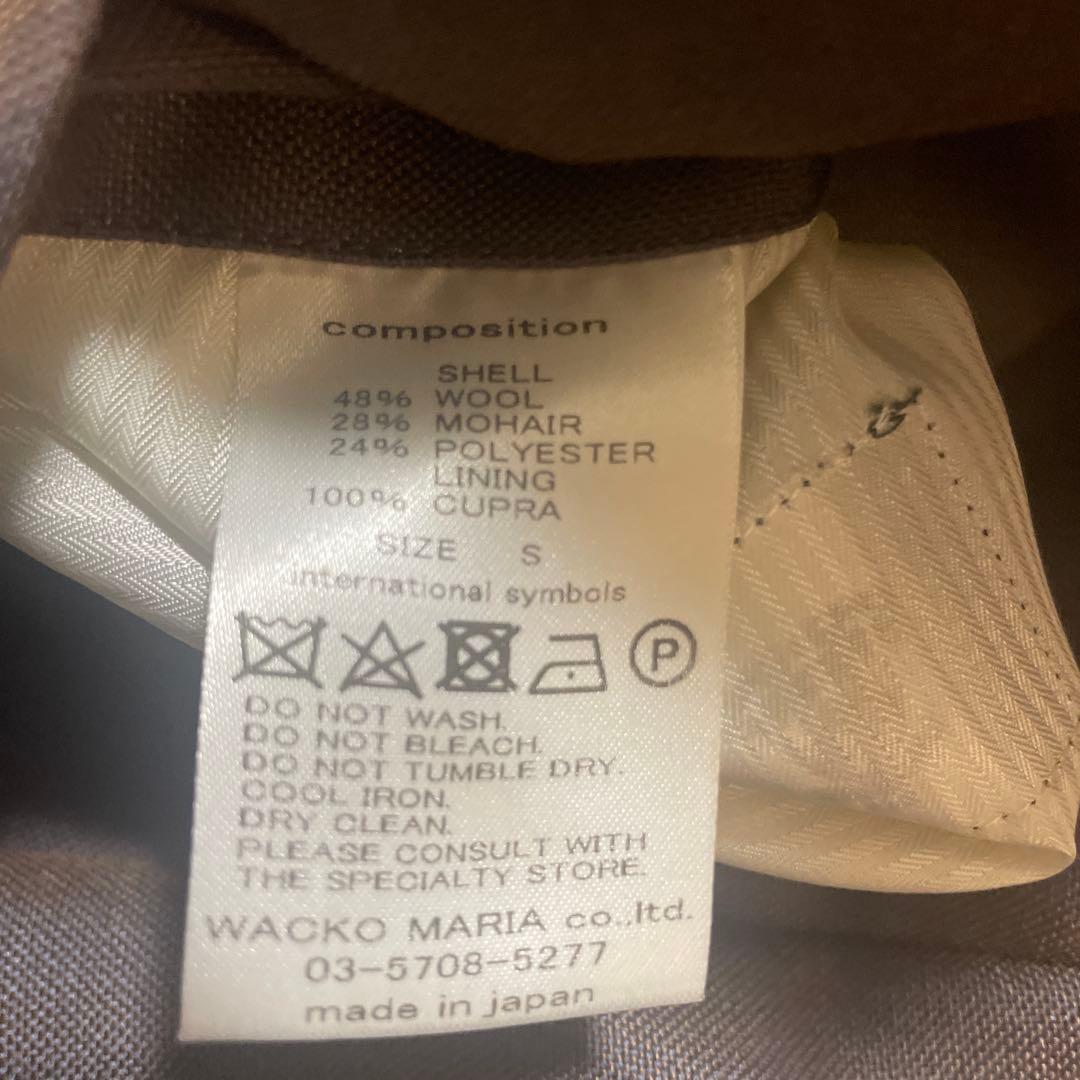 composition
SHELL
48% WOOL
28% MOHAIR
24% POLYESTER
LINING
100% CUPRA
SIZE S
international symbols
P
DO NOT WASH.
DO NOT BLEACH.
DO NOT TUMBLE DRY.
COOL IRON.
DRY CLEAN.
PLEASE CONSULT WITH
THE SPECIALTY STORE.
WACKO MARIA co.,ltd.
03-5708-5277
made in japan